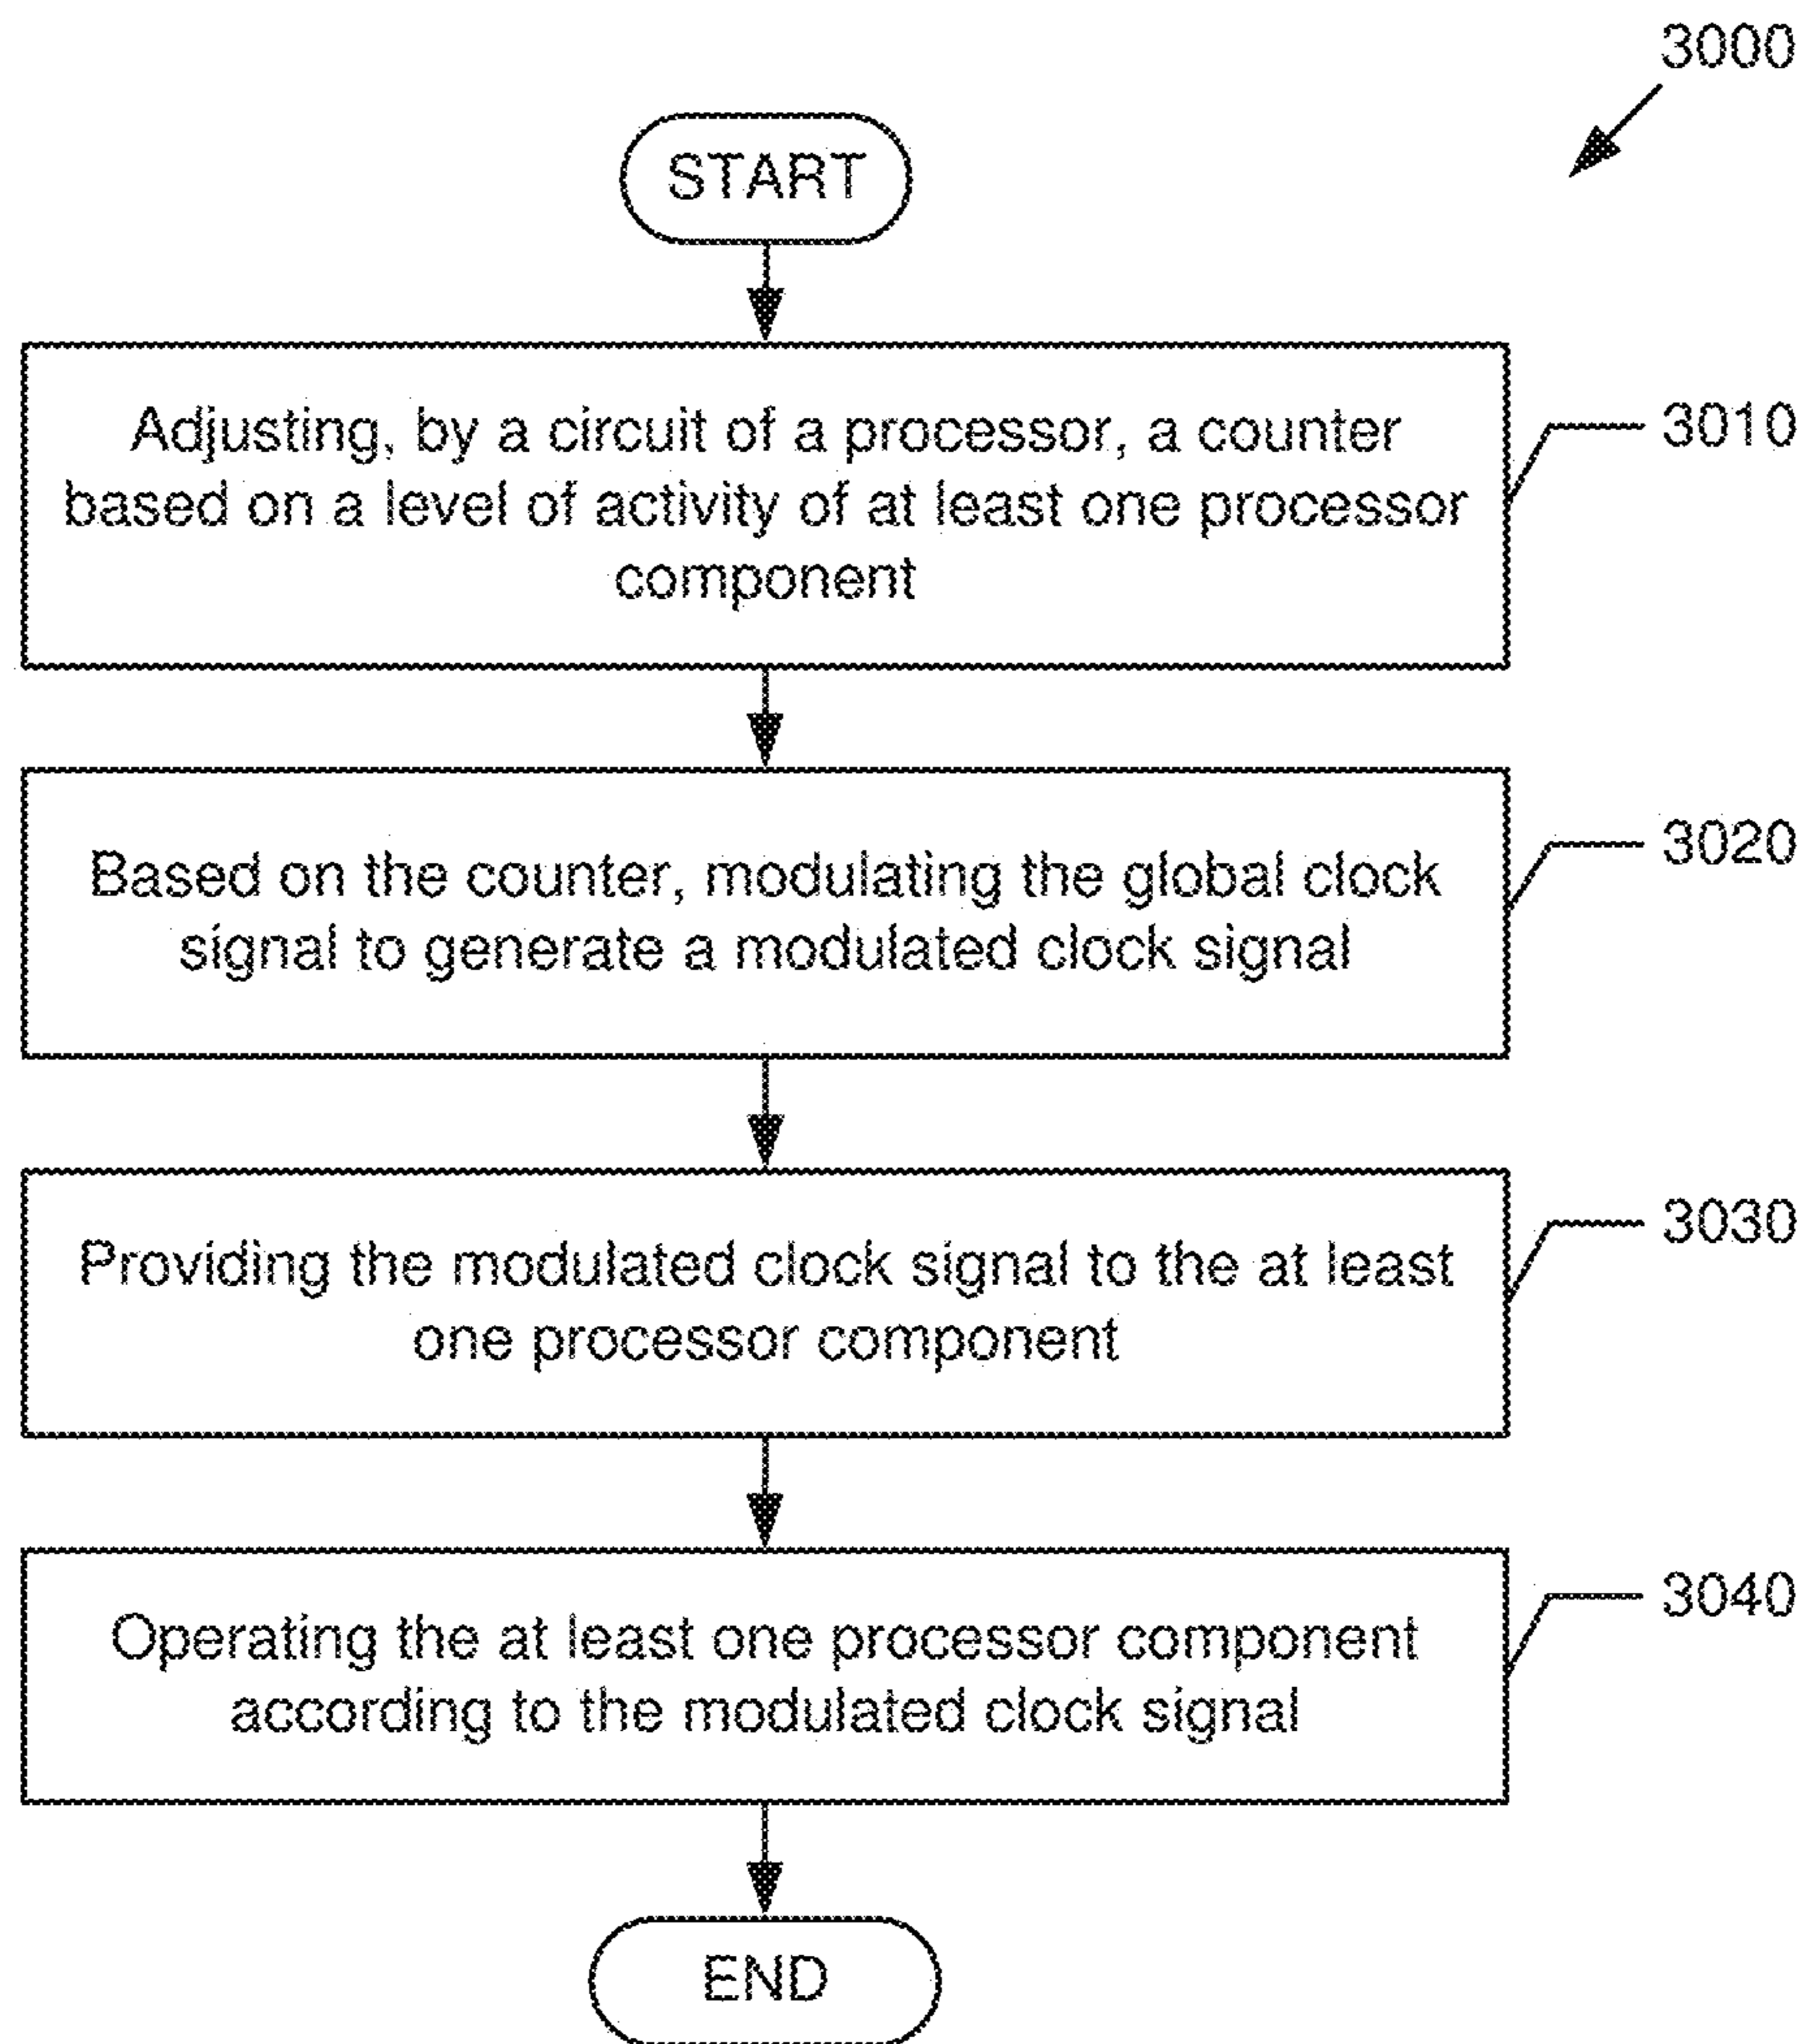 3000
START
Adjusting, by a circuit of a processor, a counter
based on a level of activity of at least one processor
component
3010
Based on the counter, modulating the global clock
signal to generate a modulated clock signal
3020
Providing the modulated clock signal to the at least
one processor component
3030
Operating the at least one processor component
according to the modulated clock signal
3040
END